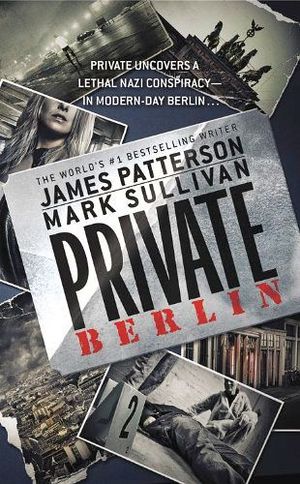 PRIVATE UNCOVERS A
LETHAL NAZI CONSPIRACY—
IN MODERN-DAY BERLIN . . .
THE WORLD'S #1 BESTSELLING WRITER
JAMES PATTERSON
MARK SULLIVAN
PRIVATE
BERLIN
2